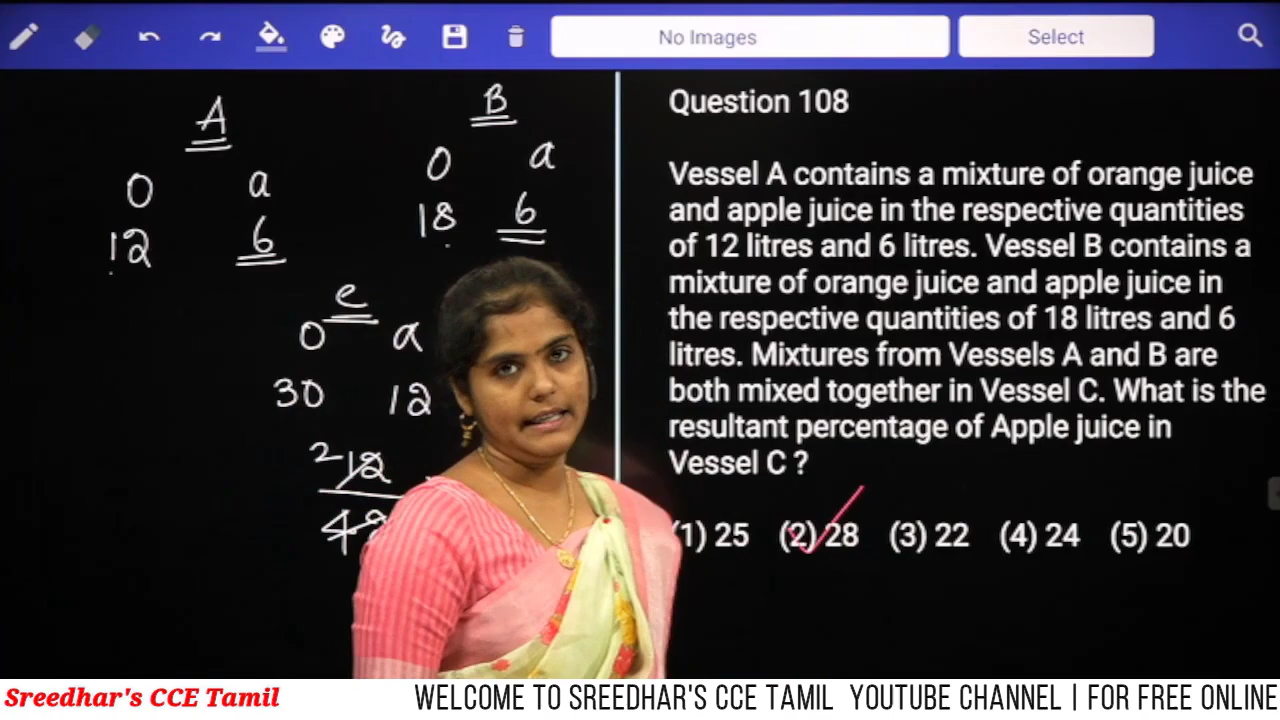 No Images
Select
A
O a
12 6
B
O a
18 6
e
O a
30 12
2 12
Question 108
Vessel A contains a mixture of orange juice
and apple juice in the respective quantities
of 12 litres and 6 litres. Vessel B contains a
mixture of orange juice and apple juice in
the respective quantities of 18 litres and 6
litres. Mixtures from Vessels A and B are
both mixed together in Vessel C. What is the
resultant percentage of Apple juice in
Vessel C ?
(1) 25 (2) 28 (3) 22 (4) 24 (5) 20
Sreedhar's CCE Tamil
WELCOME TO SREEDHAR'S CCE TAMIL YOUTUBE CHANNEL | FOR FREE ONLINE